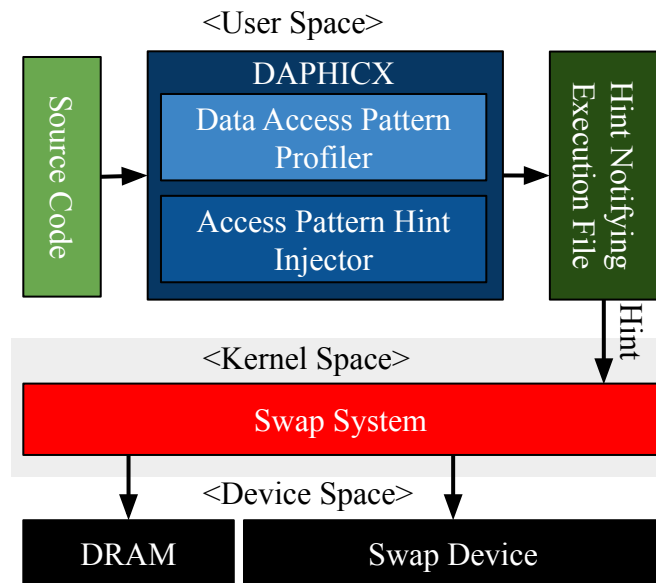 <User Space>
Source Code
DAPHICX
Data Access Pattern
Profiler
Access Pattern Hint
Injector
Hint Notifying
Execution File
Hint
<Kernel Space>
Swap System
<Device Space>
DRAM
Swap Device